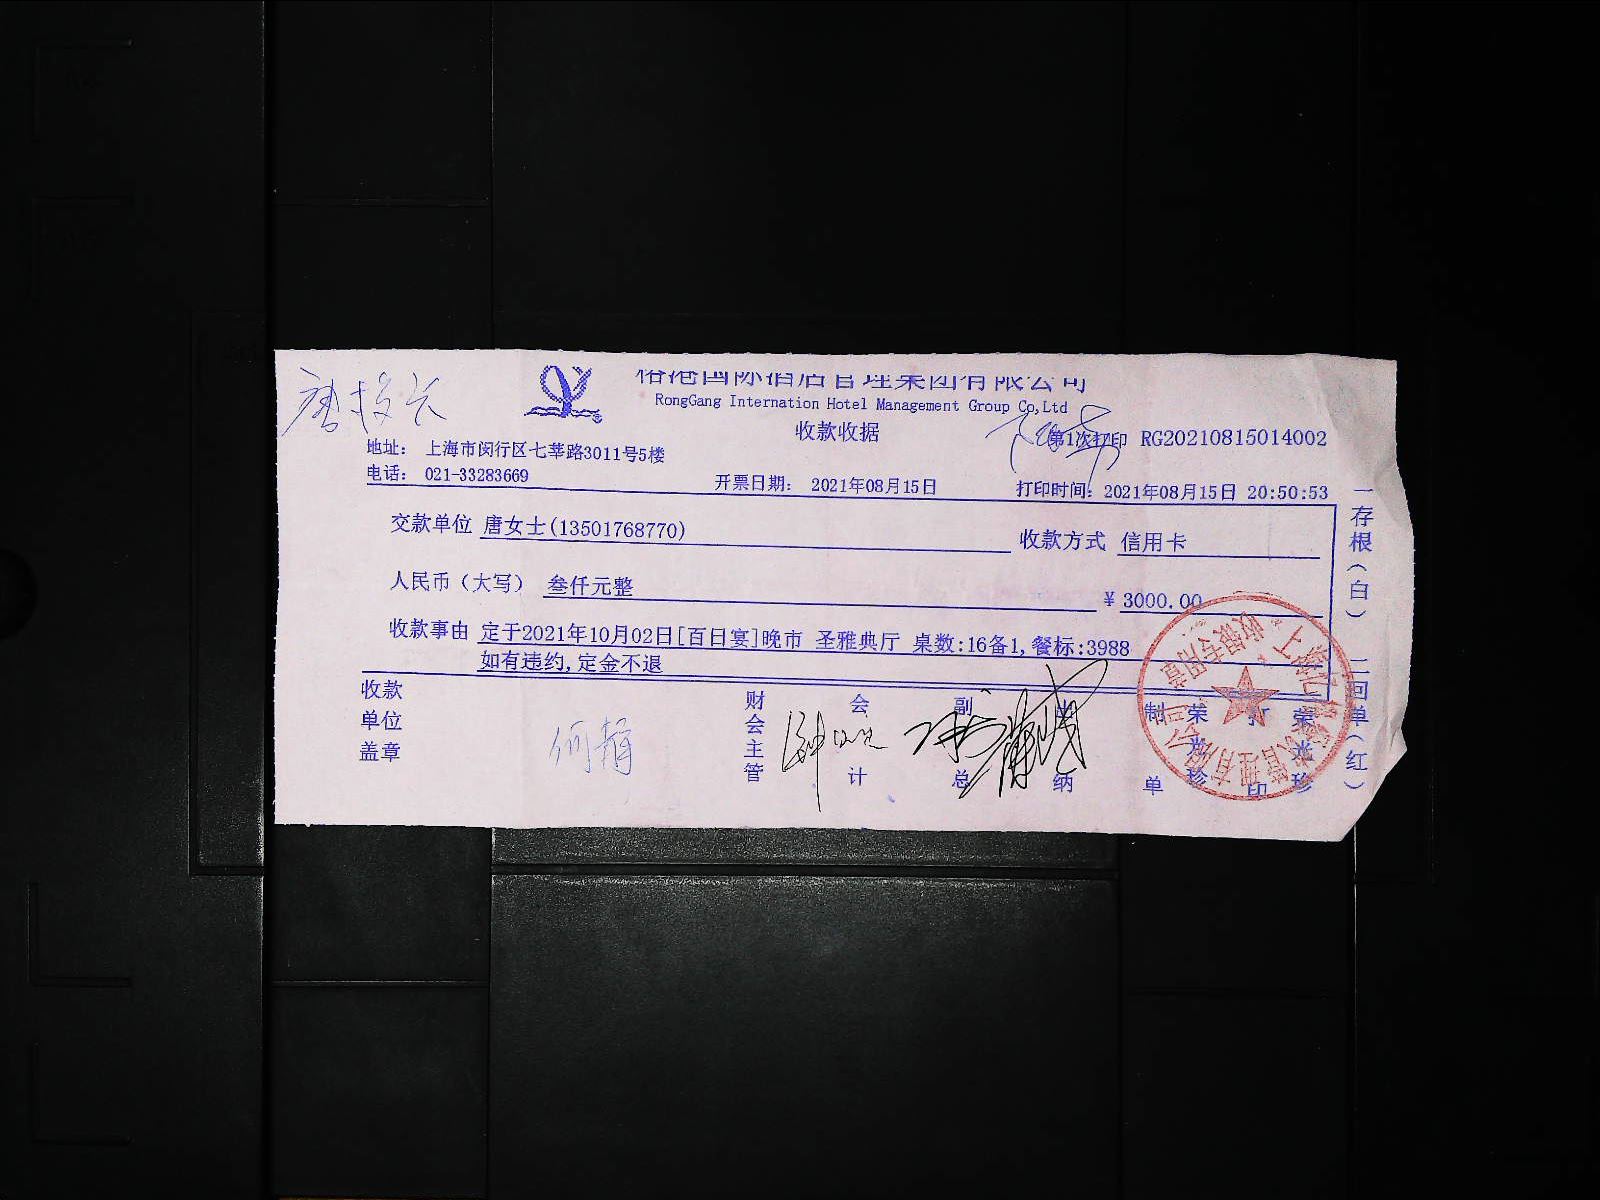 榕港国际酒店管理集团有限公司
RongGang Internation Hotel Management Group Co,Ltd
收款收据
第1次打印 RG20210815014002
地址: 上海市闵行区七莘路3011号5楼
电话: 021-33283669
开票日期: 2021年08月15日
打印时间: 2021年08月15日 20:50:53
交款单位 唐女士(13501768770)
收款方式 信用卡
人民币(大写) 叁仟元整
¥ 3000.00
收款事由 定于2021年10月02日[百日宴]晚市 圣雅典厅 桌数:16备1,餐标:3988
如有违约,定金不退
收款单位盖章
何静
财会主管
会计
副总
出纳
制单
打印
一存根(白)
二回单(红)